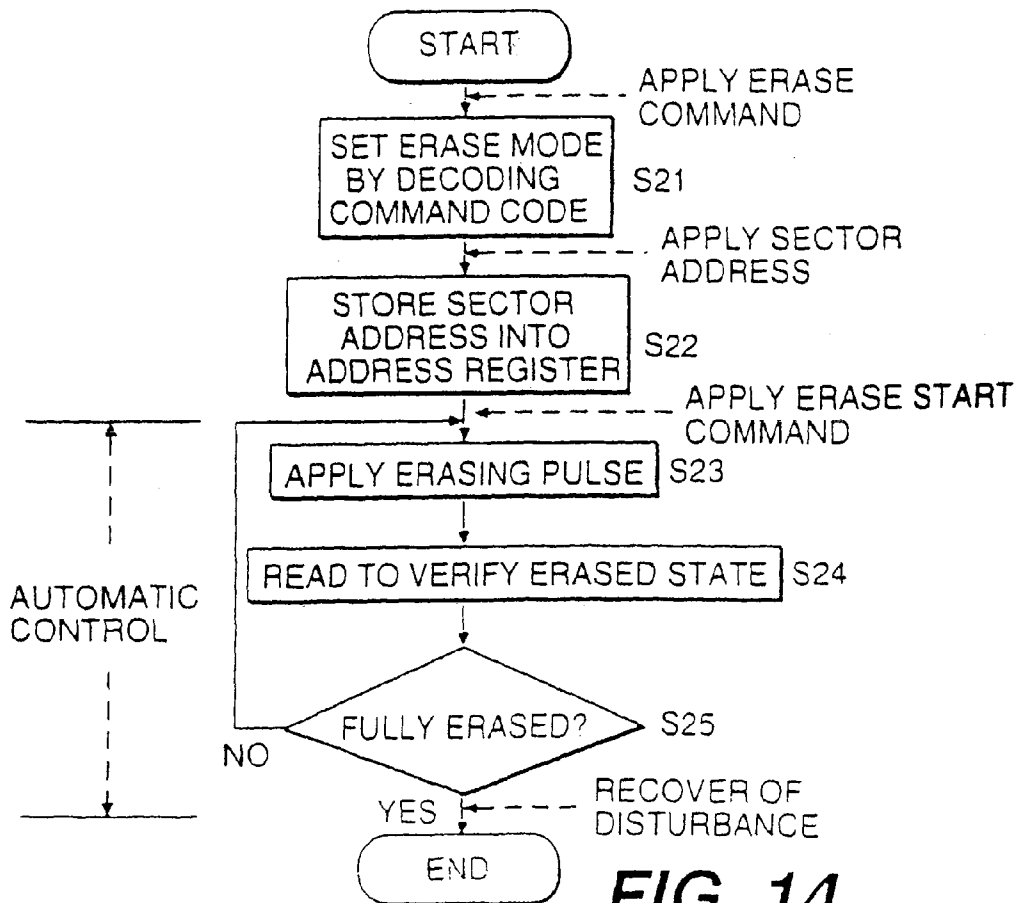 START
APPLY ERASE
COMMAND
SET ERASE MODE
BY DECODING
COMMAND CODE
S21
APPLY SECTOR
ADDRESS
STORE SECTOR
ADDRESS INTO
ADDRESS REGISTER
S22
APPLY ERASE START
COMMAND
APPLY ERASING PULSE
S23
READ TO VERIFY ERASED STATE
S24
AUTOMATIC
CONTROL
FULLY ERASED?
S25
NO
YES
RECOVER OF
DISTURBANCE
END
FIG. 14